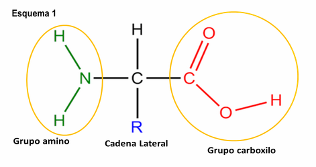 Esquema 1
H
H
O
N
C
C
H
O
H
R
Grupo amino
Cadena Lateral
Grupo carboxilo